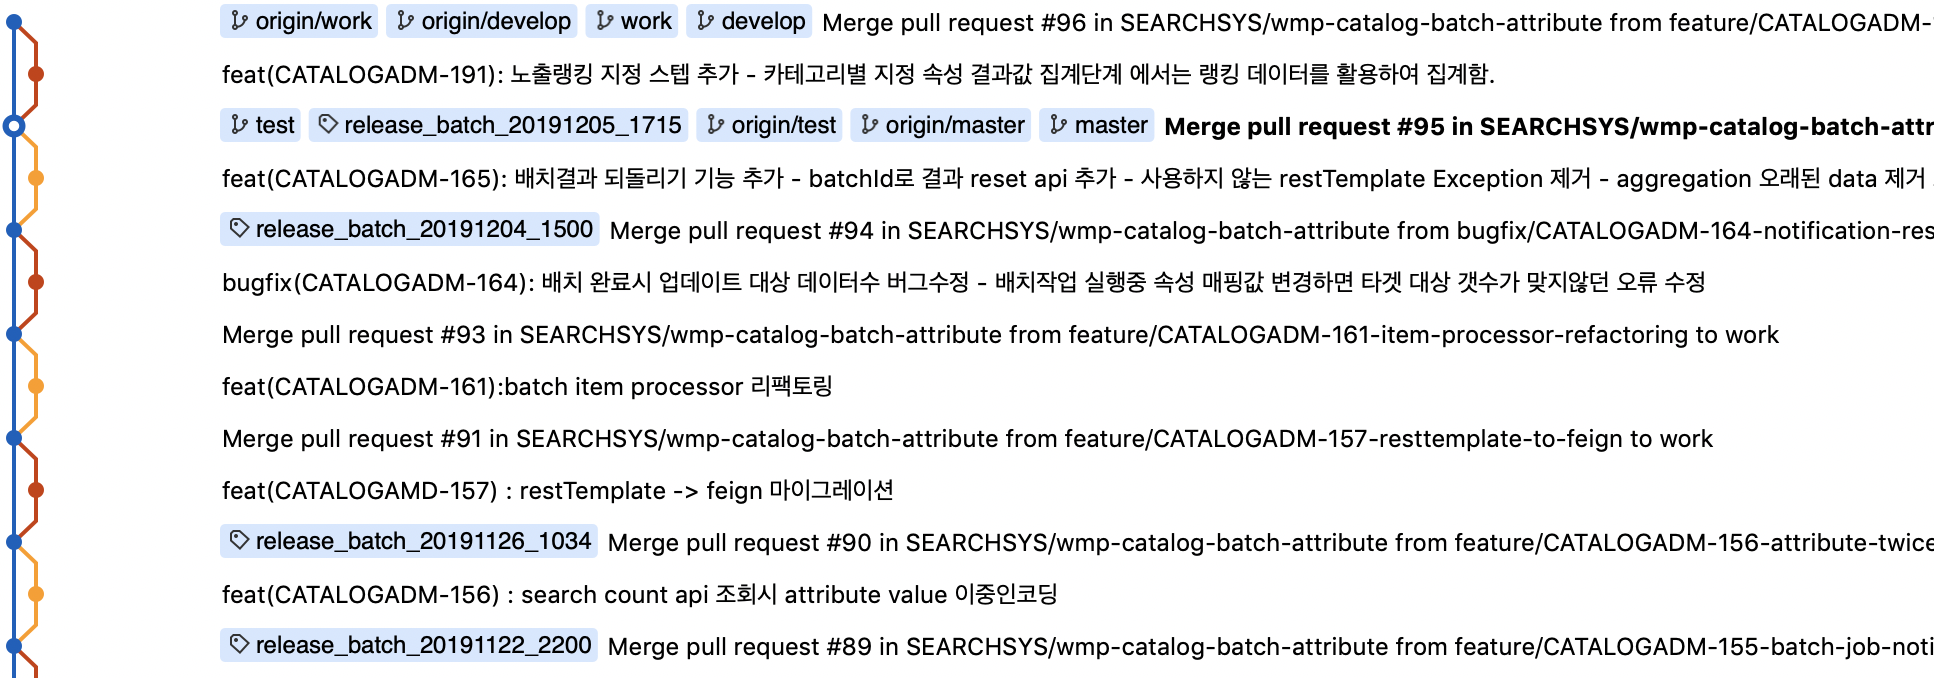 origin/work origin/develop work develop Merge pull request #96 in SEARCHSYS/wmp-catalog-batch-attribute from feature/CATALOGADM-
feat(CATALOGADM-191): 노출랭킹 지정 스텝 추가 - 카테고리별 지정 속성 결과값 집계단계 에서는 랭킹 데이터를 활용하여 집계함.
test release_batch_20191205_1715 origin/test origin/master master Merge pull request #95 in SEARCHSYS/wmp-catalog-batch-attr
feat(CATALOGADM-165): 배치결과 되돌리기 기능 추가 - batchId로 결과 reset api 추가 - 사용하지 않는 restTemplate Exception 제거 - aggregation 오래된 data 제거
release_batch_20191204_1500 Merge pull request #94 in SEARCHSYS/wmp-catalog-batch-attribute from bugfix/CATALOGADM-164-notification-res
bugfix(CATALOGADM-164): 배치 완료시 업데이트 대상 데이터수 버그수정 - 배치작업 실행중 속성 매핑값 변경하면 타겟 대상 갯수가 맞지않던 오류 수정
Merge pull request #93 in SEARCHSYS/wmp-catalog-batch-attribute from feature/CATALOGADM-161-item-processor-refactoring to work
feat(CATALOGADM-161):batch item processor 리팩토링
Merge pull request #91 in SEARCHSYS/wmp-catalog-batch-attribute from feature/CATALOGADM-157-resttemplate-to-feign to work
feat(CATALOGAMD-157) : restTemplate -> feign 마이그레이션
release_batch_20191126_1034 Merge pull request #90 in SEARCHSYS/wmp-catalog-batch-attribute from feature/CATALOGADM-156-attribute-twice
feat(CATALOGADM-156) : search count api 조회시 attribute value 이중인코딩
release_batch_20191122_2200 Merge pull request #89 in SEARCHSYS/wmp-catalog-batch-attribute from feature/CATALOGADM-155-batch-job-noti